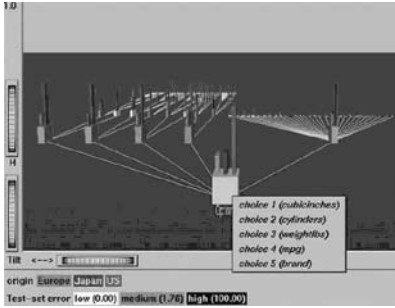 1.0
H
choice 1 (cubicinches)
choice 2 (cylinders)
choice 3 (weightlbs)
choice 4 (mpg)
choice 5 (brand)
Tilt <-->
origin Europe Japan US
Test-set error low (0.00) medium (1.76) high (100.00)